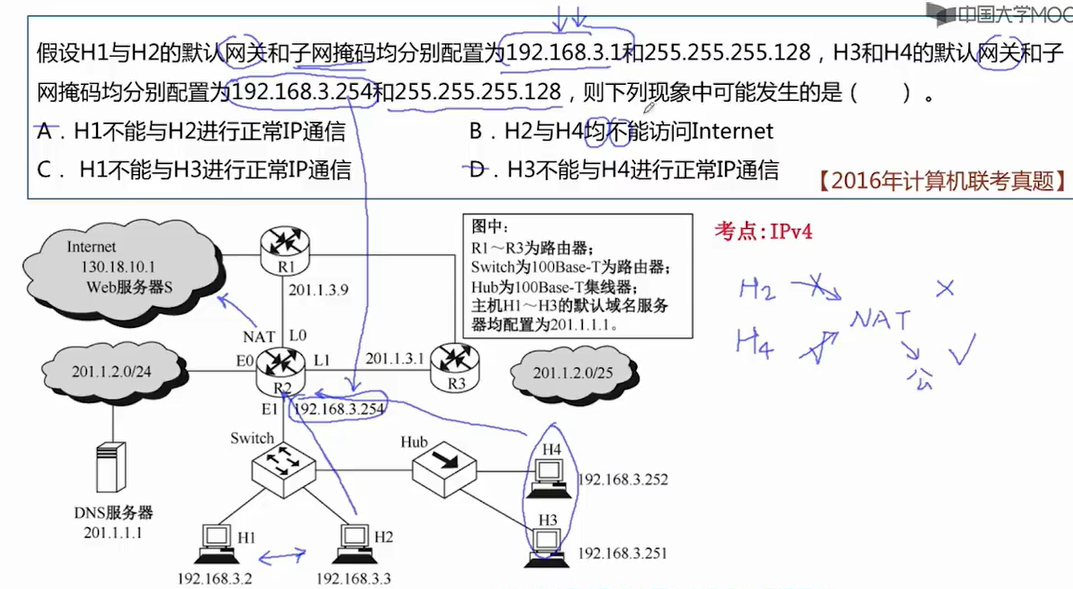 中国大学MOO
假设H1与H2的默认网关和子网掩码均分别配置为192.168.3.1和255.255.255.128，H3和H4的默认网关和子
网掩码均分别配置为192.168.3.254和255.255.255.128，则下列现象中可能发生的是（　　）。
A．H1不能与H2进行正常IP通信
B．H2与H4均不能访问Internet
C．H1不能与H3进行正常IP通信
D．H3不能与H4进行正常IP通信
【2016年计算机联考真题】
图中：
R1～R3为路由器；
Switch为100Base-T为路由器；
Hub为100Base-T集线器；
主机H1～H3的默认域名服务
器均配置为201.1.1.1。
考点:IPv4
Internet
130.18.10.1
Web服务器S
R1
201.1.3.9
NAT
L0
E0
L1
201.1.3.1
R2
R3
201.1.2.0/24
201.1.2.0/25
E1
192.168.3.254
Switch
Hub
H4
192.168.3.252
H3
192.168.3.251
DNS服务器
201.1.1.1
H1
H2
192.168.3.2
192.168.3.3
H2
NAT
H4
公